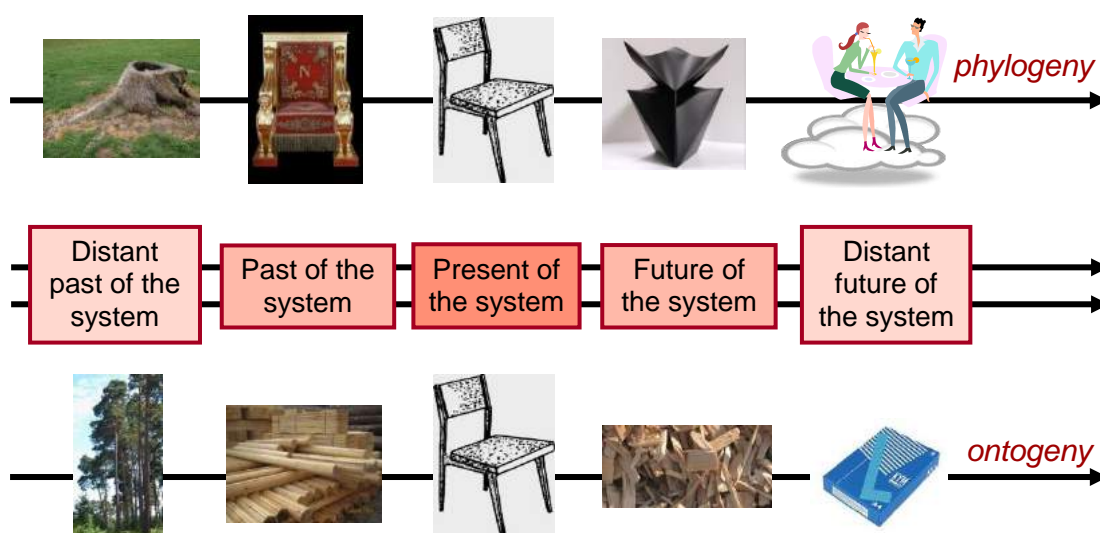 N
phylogeny
Distant
past of the
system
Past of the
system
Present of
the system
Future of
the system
Distant
future of
the system
ontogeny